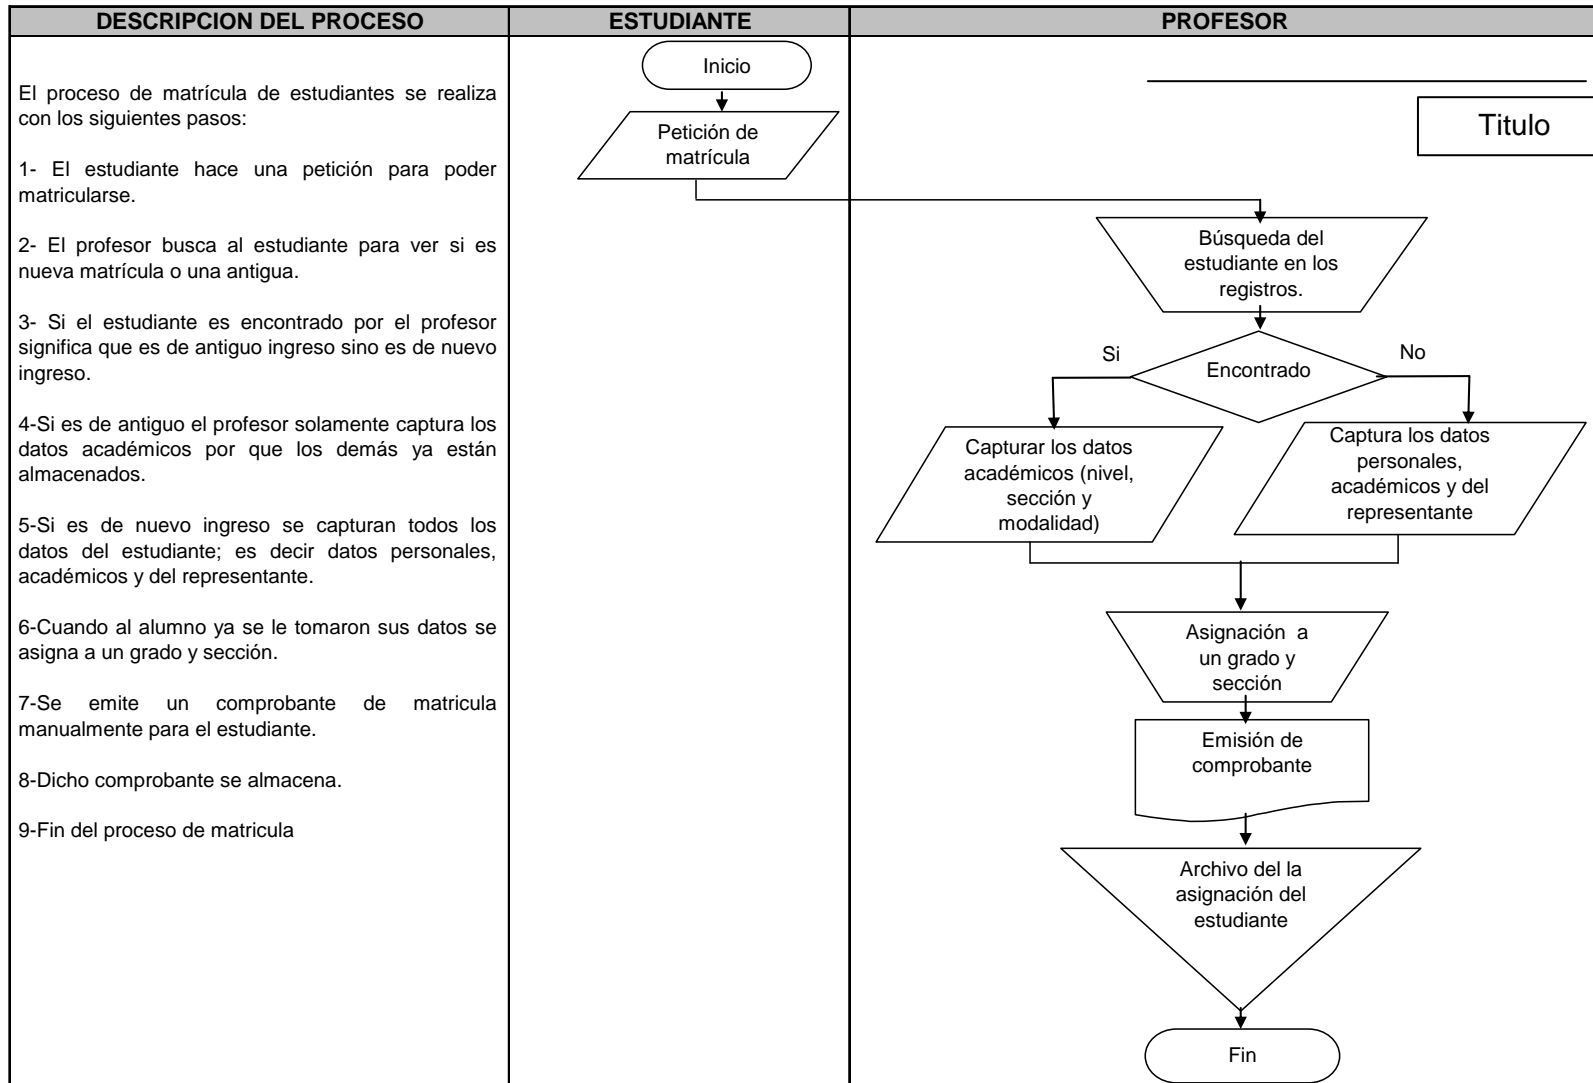 DESCRIPCION DEL PROCESO
ESTUDIANTE
PROFESOR
El proceso de matrícula de estudiantes se realiza
con los siguientes pasos:
1- El estudiante hace una petición para poder
matricularse.
2- El profesor busca al estudiante para ver si es
nueva matrícula o una antigua.
3- Si el estudiante es encontrado por el profesor
significa que es de antiguo ingreso sino es de nuevo
ingreso.
4-Si es de antiguo el profesor solamente captura los
datos académicos por que los demás ya están
almacenados.
5-Si es de nuevo ingreso se capturan todos los
datos del estudiante; es decir datos personales,
académicos y del representante.
6-Cuando al alumno ya se le tomaron sus datos se
asigna a un grado y sección.
7-Se emite un comprobante de matricula
manualmente para el estudiante.
8-Dicho comprobante se almacena.
9-Fin del proceso de matricula
Inicio
Petición de
matrícula
Titulo
Búsqueda del
estudiante en los
registros.
Si
Encontrado
No
Capturar los datos
académicos (nivel,
sección y
modalidad)
Captura los datos
personales,
académicos y del
representante
Asignación a
un grado y
sección
Emisión de
comprobante
Archivo del la
asignación del
estudiante
Fin